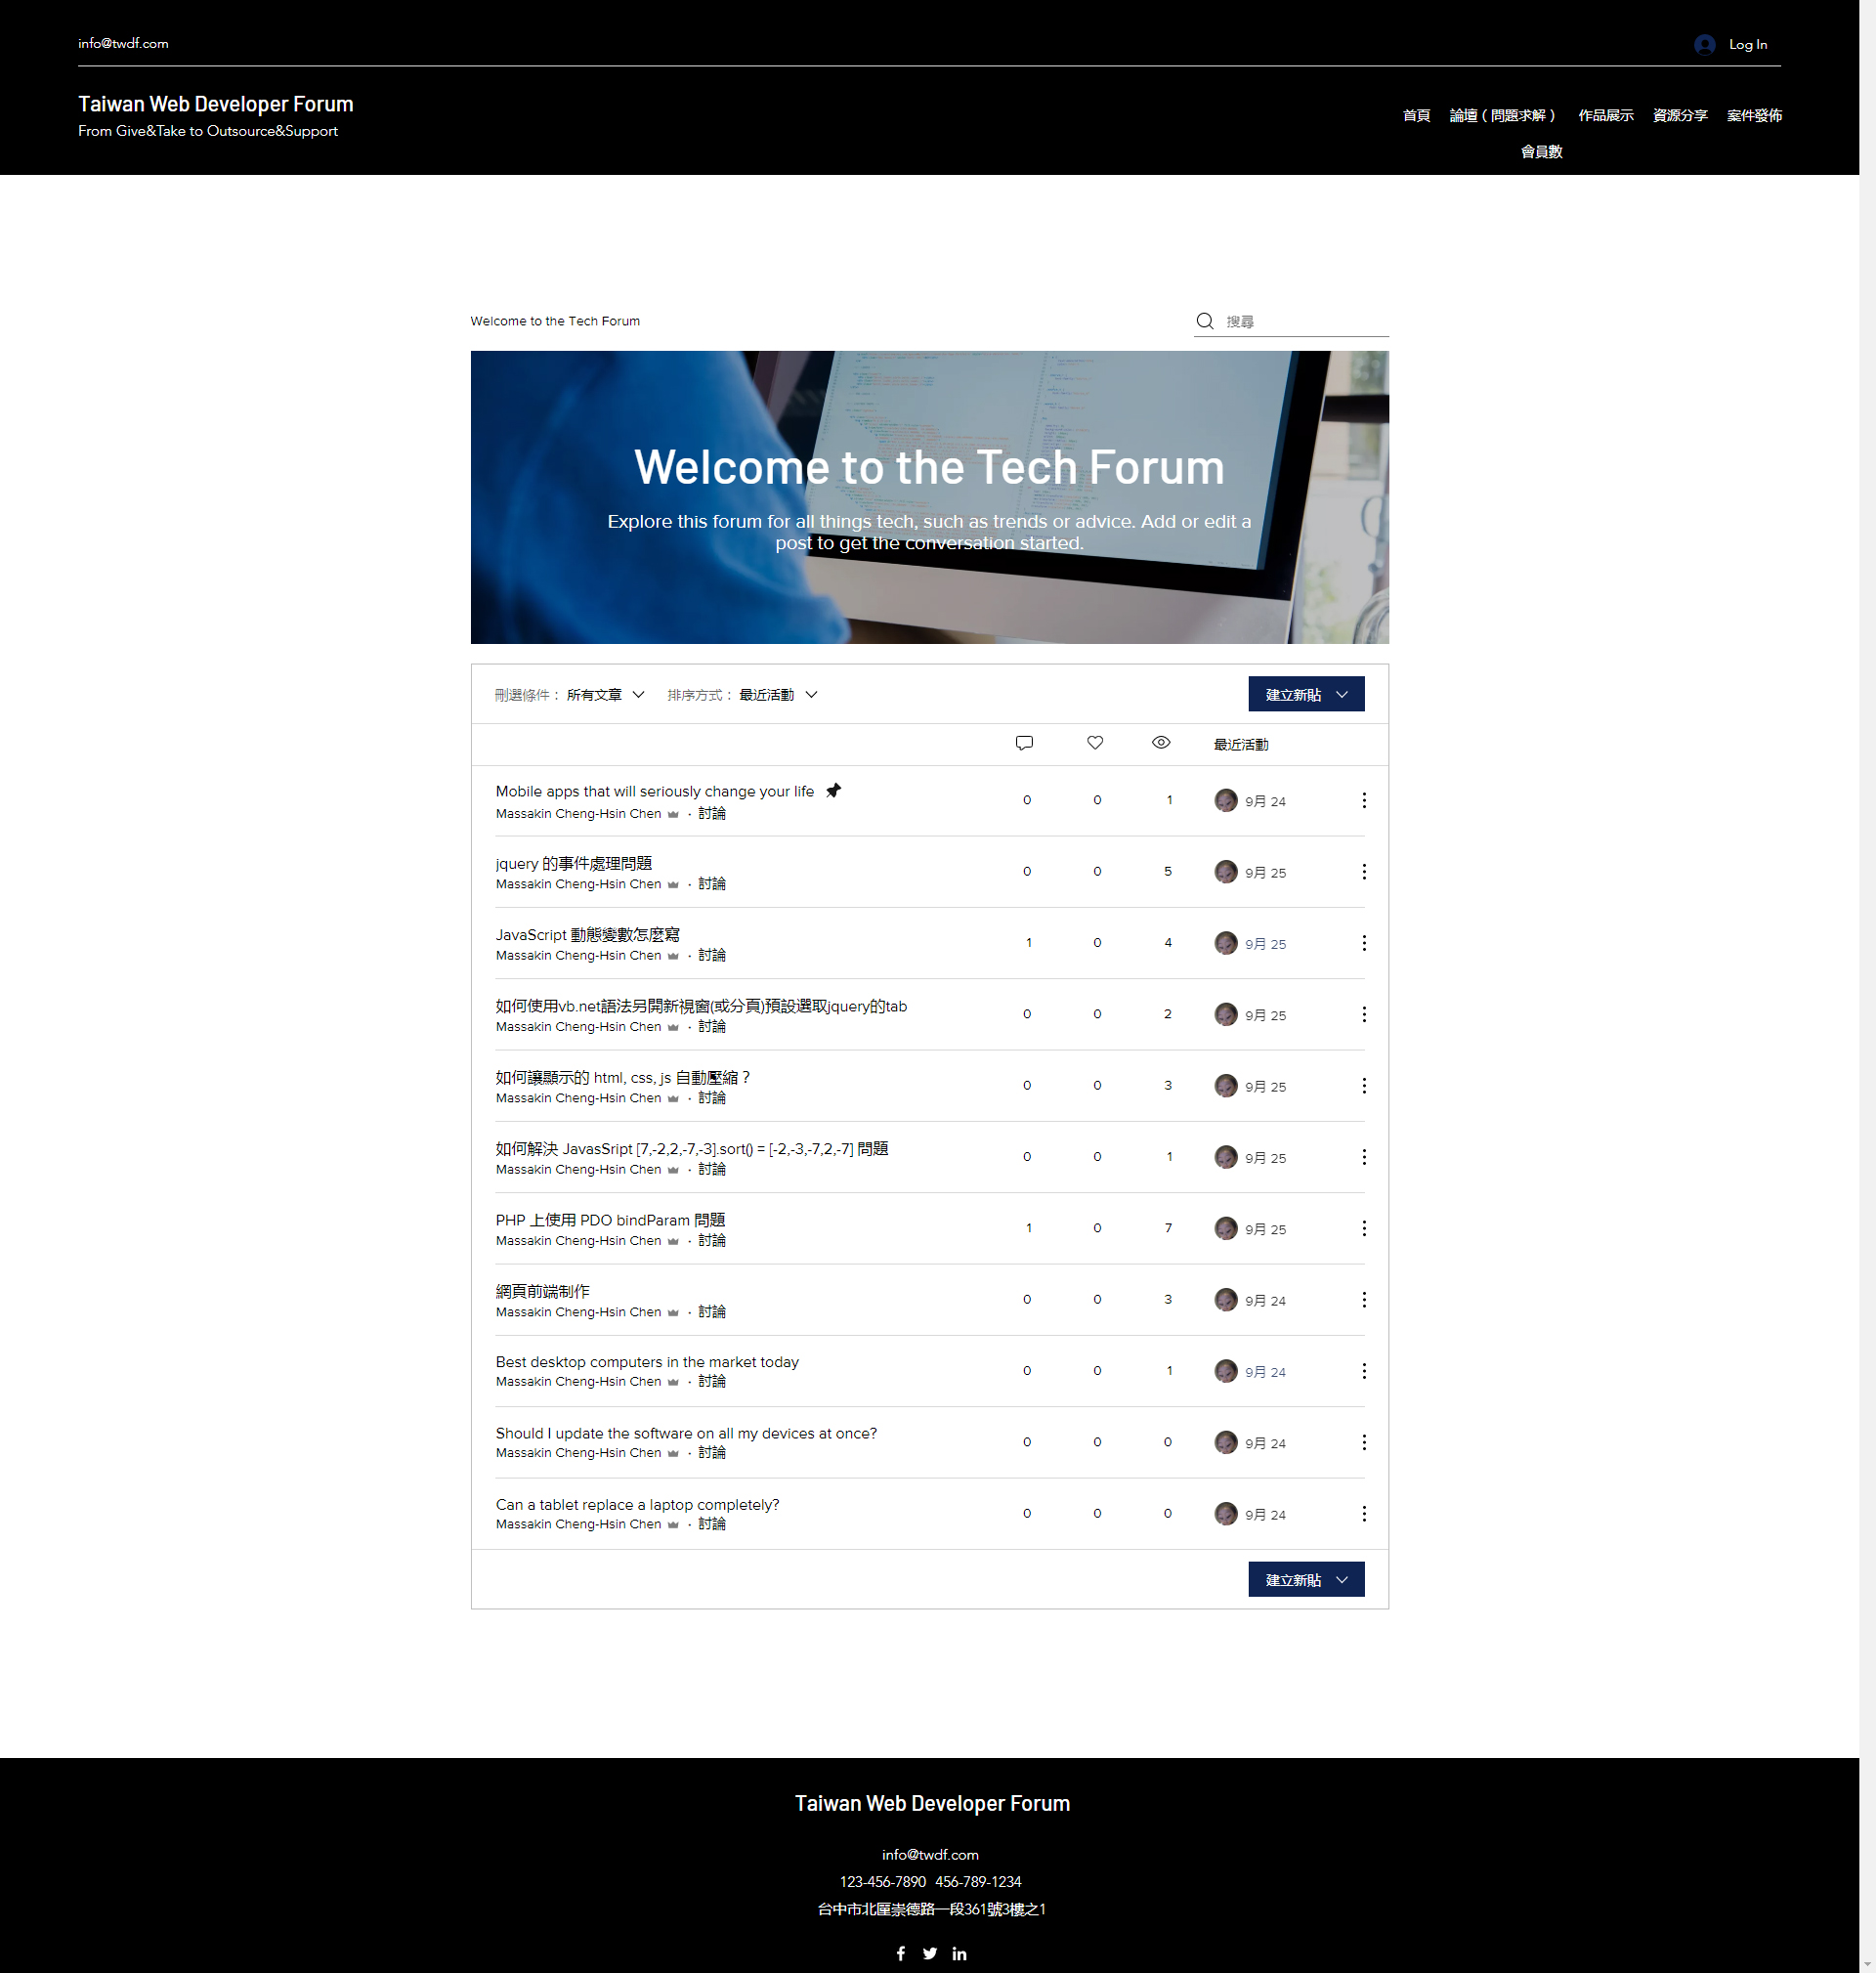 info@twdf.com
Log In
Taiwan Web Developer Forum
From Give&Take to Outsource&Support
首頁 論壇 ( 問題求解 ) 作品展示 資源分享 案件發佈
會員數
Welcome to the Tech Forum
搜尋
Welcome to the Tech Forum
Explore this forum for all things tech, such as trends or advice. Add or edit a
post to get the conversation started.
刪選條件： 所有文章 排序方式： 最近活動 建立新貼
最近活動
Mobile apps that will seriously change your life
Massakin Cheng-Hsin Chen · 討論
0 0 1 9月 24
jquery 的事件處理問題
Massakin Cheng-Hsin Chen · 討論
0 0 5 9月 25
JavaScript 動態變數怎麼寫
Massakin Cheng-Hsin Chen · 討論
1 0 4 9月 25
如何使用vb.net語法另開新視窗(或分頁)預設選取jquery的tab
Massakin Cheng-Hsin Chen · 討論
0 0 2 9月 25
如何讓顯示的 html, css, js 自動壓縮？
Massakin Cheng-Hsin Chen · 討論
0 0 3 9月 25
如何解決 JavasSript [7,-2,2,-7,-3].sort() = [-2,-3,-7,2,-7] 問題
Massakin Cheng-Hsin Chen · 討論
0 0 1 9月 25
PHP 上使用 PDO bindParam 問題
Massakin Cheng-Hsin Chen · 討論
1 0 7 9月 25
網頁前端制作
Massakin Cheng-Hsin Chen · 討論
0 0 3 9月 24
Best desktop computers in the market today
Massakin Cheng-Hsin Chen · 討論
0 0 1 9月 24
Should I update the software on all my devices at once?
Massakin Cheng-Hsin Chen · 討論
0 0 0 9月 24
Can a tablet replace a laptop completely?
Massakin Cheng-Hsin Chen · 討論
0 0 0 9月 24
建立新貼
Taiwan Web Developer Forum
info@twdf.com
123-456-7890 456-789-1234
台中市北區崇德路一段361號3樓之1